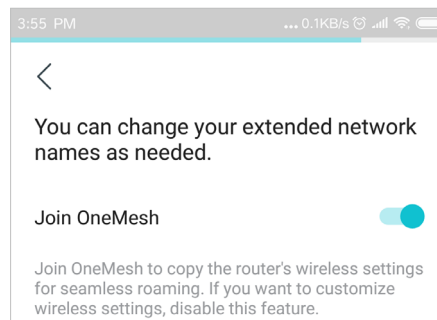 3:55 PM ... 0.1KB/s
You can change your extended network
names as needed.
Join OneMesh
Join OneMesh to copy the router's wireless settings
for seamless roaming. If you want to customize
wireless settings, disable this feature.